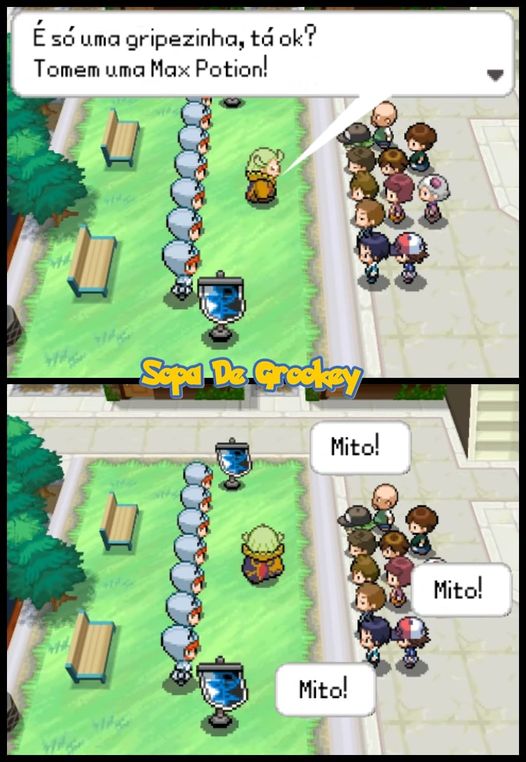 É só uma gripezinha, tá ok?
Tomem uma Max Potion!
Sopa De Grookey
Mito!
Mito!
Mito!